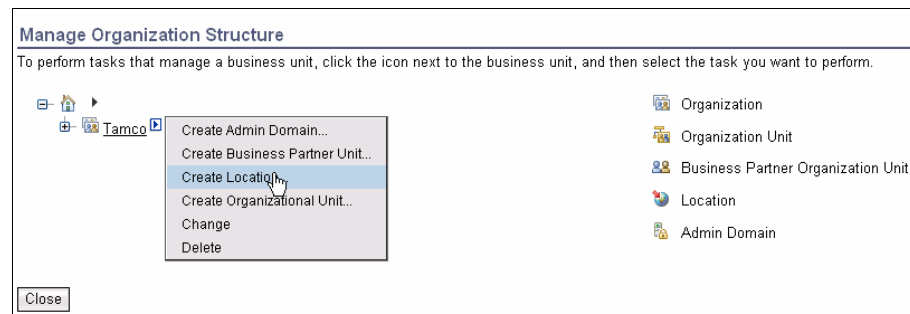 Manage Organization Structure
To perform tasks that manage a business unit, click the icon next to the business unit, and then select the task you want to perform.
Tamco
Create Admin Domain...
Create Business Partner Unit...
Create Location...
Create Organizational Unit...
Change
Delete
Organization
Organization Unit
Business Partner Organization Unit
Location
Admin Domain
Close